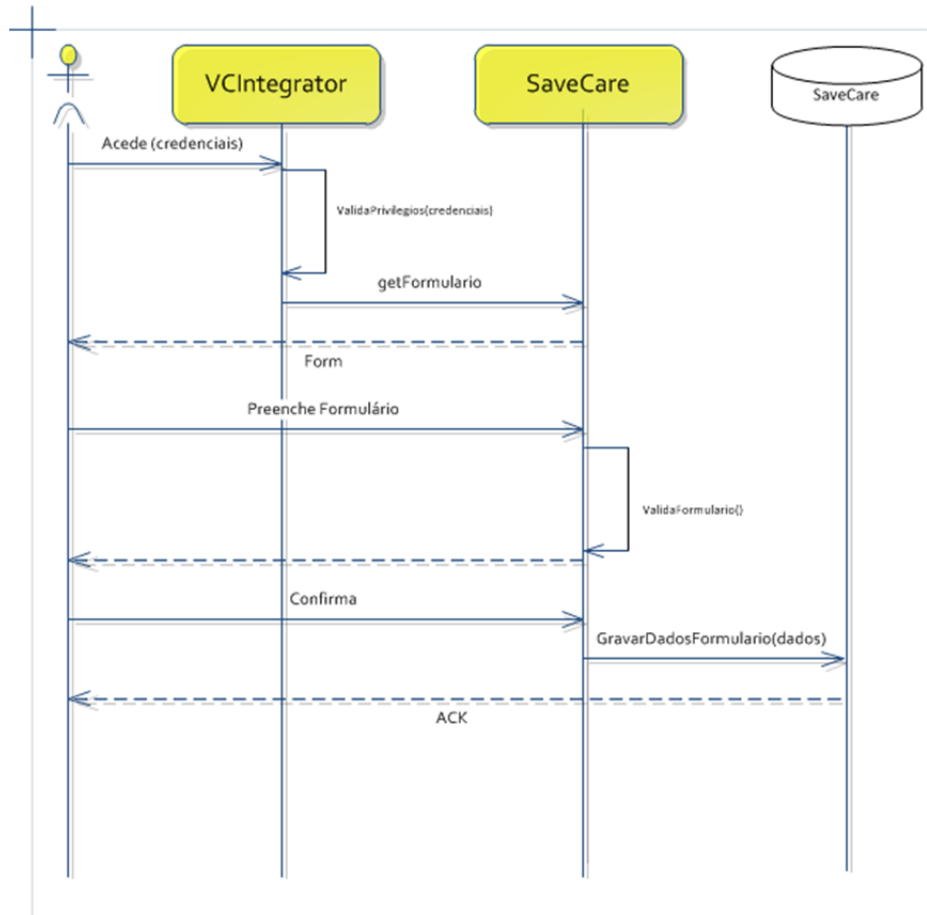 VCIntegrator
SaveCare
SaveCare
Acede (credenciais)
ValidaPrivilegios(credenciais)
getFormulario
Form
Preenche Formulário
ValidaFormulario()
Confirma
GravarDadosFormulario(dados)
ACK